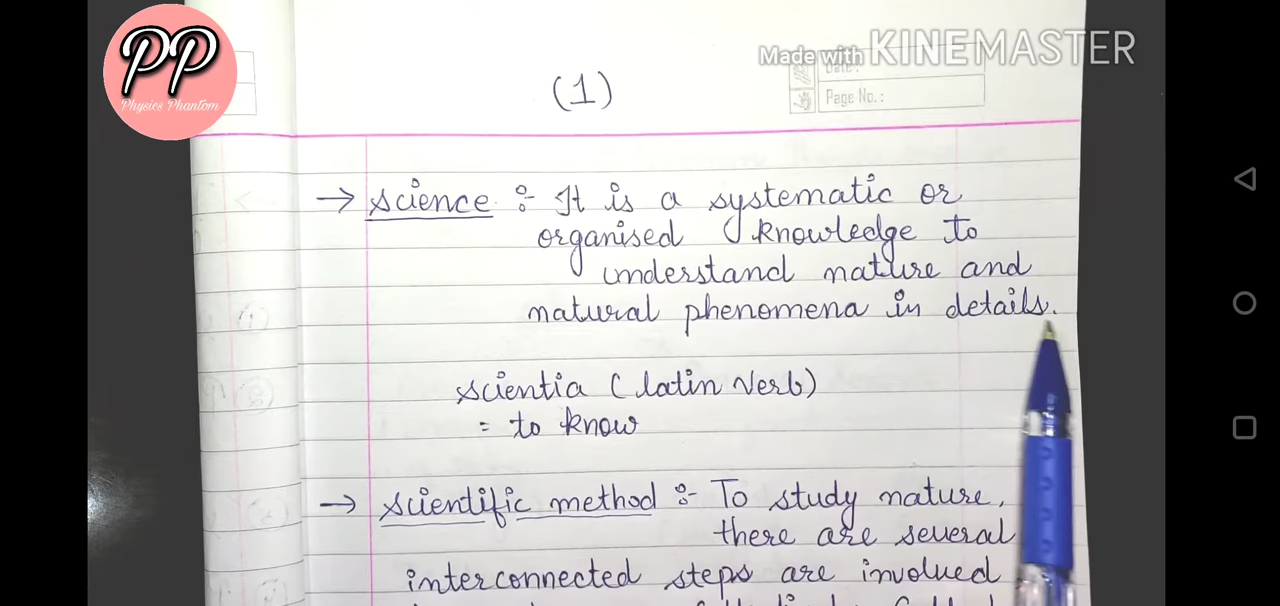 PP
Physics Phantom
Made with KINEMASTER
Date :
Page No. :
(1)
→ science :- It is a systematic or
organised knowledge to
understand nature and
natural phenomena in details.
scientia (latin verb)
= to know
→ scientific method :- To study nature,
there are several
interconnected steps are involved